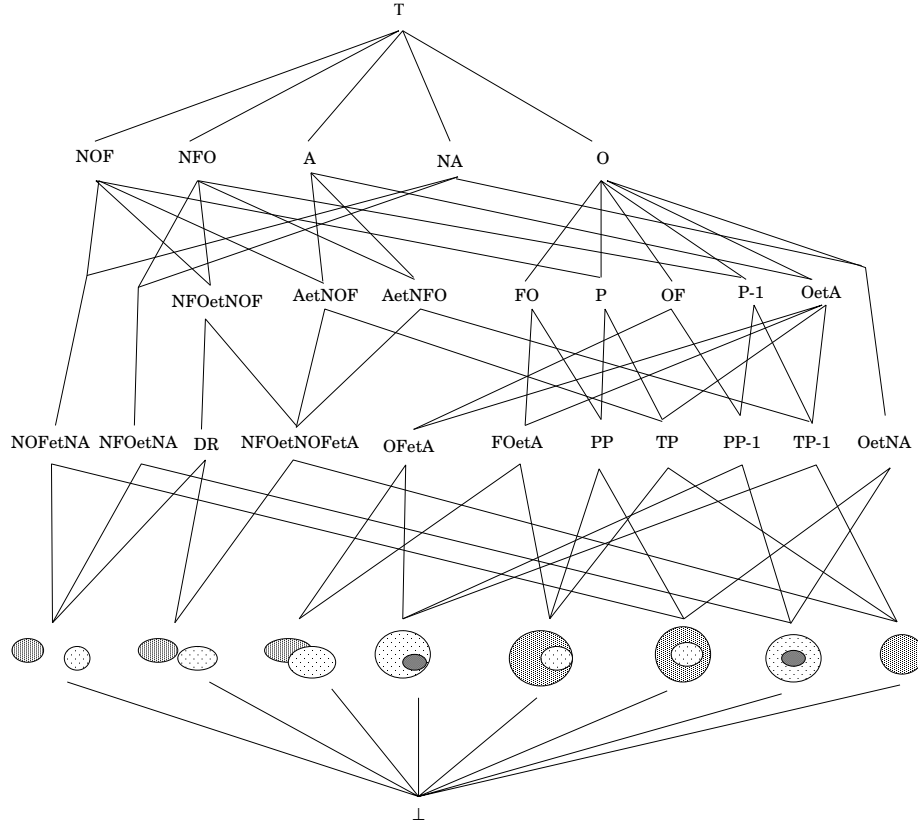 T
NOF NFO A NA O
NFOetNOF AetNOF AetNFO FO P OF P-1 OetA
NOFetNA NFOetNA DR NFOetNOFetA OFetA FOetA PP TP PP-1 TP-1 OetNA
⊥